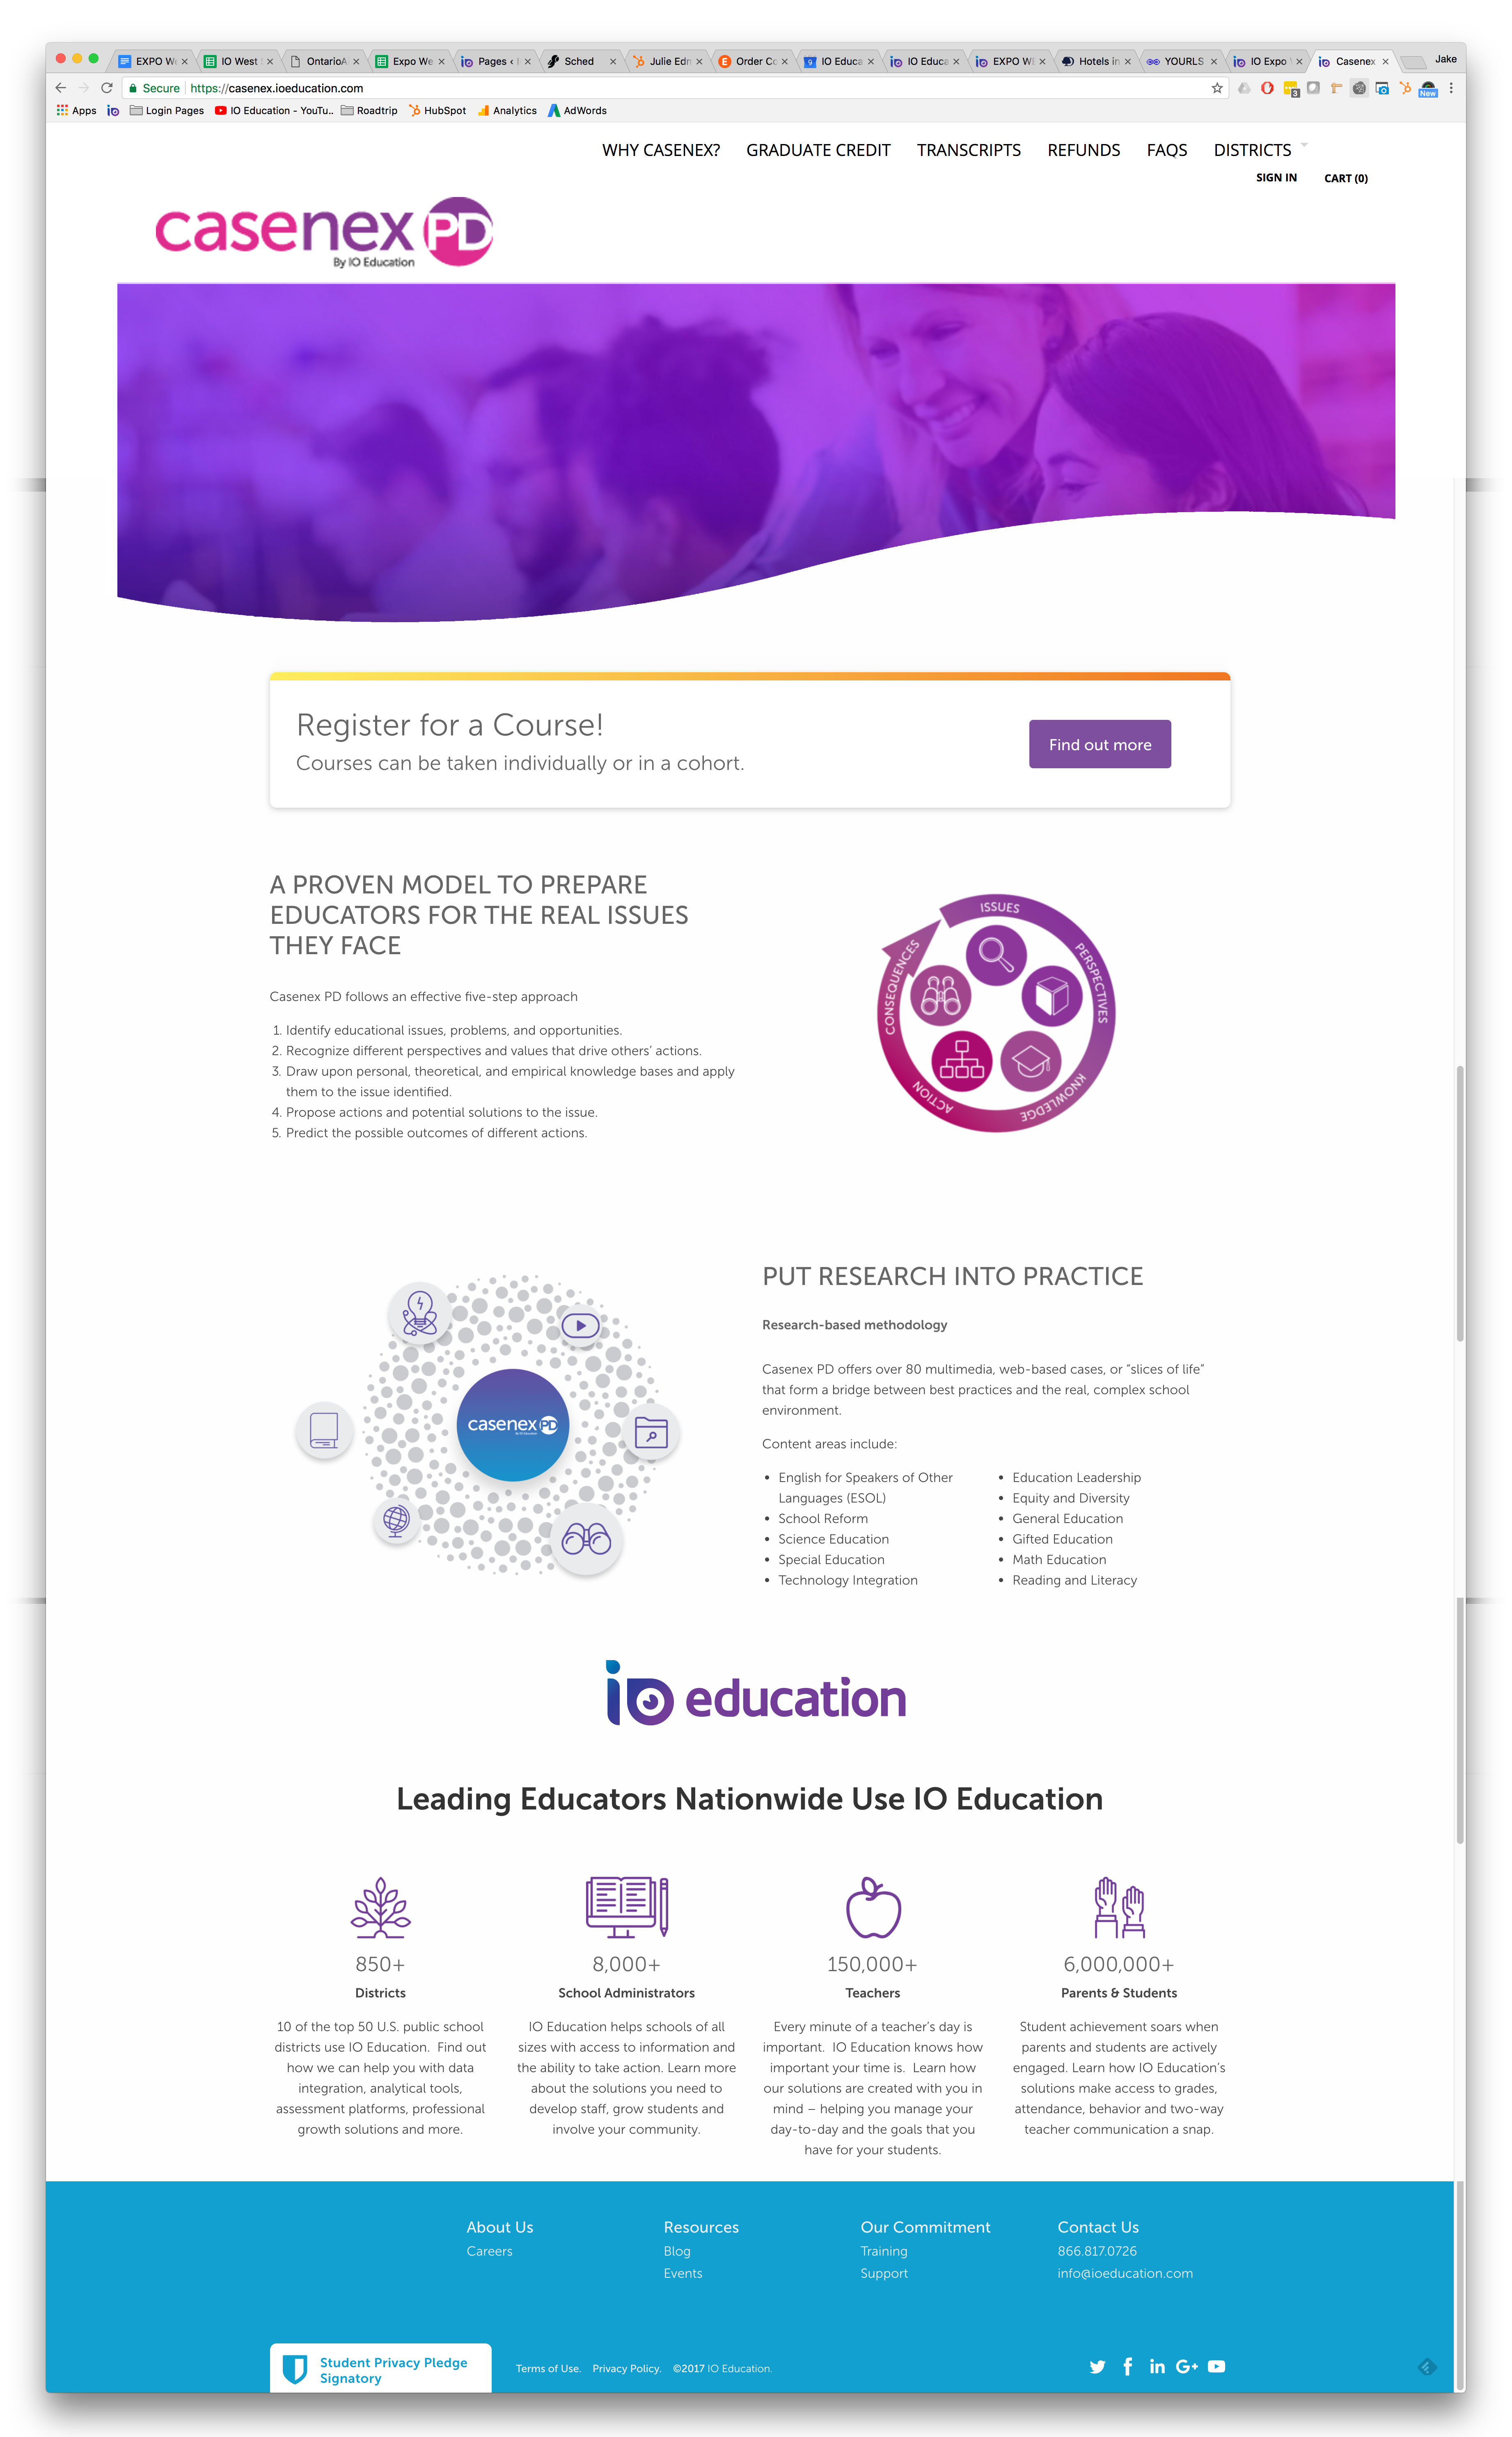 EXPO W
IO West
OntarioA
Expo We
Pages ‹
Sched
Julie Edn
Order Co
IO Educa
IO Educa
EXPO W
Hotels in
YOURLS
IO Expo
Casenex
Jake
Secure
https://casenex.ioeducation.com
3
New
Apps
Login Pages
IO Education - YouTu..
Roadtrip
HubSpot
Analytics
AdWords
WHY CASENEX? GRADUATE CREDIT TRANSCRIPTS REFUNDS FAQS DISTRICTS
SIGN IN CART (0)
casenex PD
By IO Education
Register for a Course!
Courses can be taken individually or in a cohort.
Find out more
A PROVEN MODEL TO PREPARE
EDUCATORS FOR THE REAL ISSUES
THEY FACE
Casenex PD follows an effective five-step approach
1. Identify educational issues, problems, and opportunities.
2. Recognize different perspectives and values that drive others’ actions.
3. Draw upon personal, theoretical, and empirical knowledge bases and apply
them to the issue identified.
4. Propose actions and potential solutions to the issue.
5. Predict the possible outcomes of different actions.
ISSUES
PERSPECTIVES
KNOWLEDGE
ACTION
CONSEQUENCES
casenex PD
PUT RESEARCH INTO PRACTICE
Research-based methodology
Casenex PD offers over 80 multimedia, web-based cases, or “slices of life”
that form a bridge between best practices and the real, complex school
environment.
Content areas include:
• English for Speakers of Other
Languages (ESOL)
• School Reform
• Science Education
• Special Education
• Technology Integration
• Education Leadership
• Equity and Diversity
• General Education
• Gifted Education
• Math Education
• Reading and Literacy
io education
Leading Educators Nationwide Use IO Education
850+
Districts
10 of the top 50 U.S. public school
districts use IO Education. Find out
how we can help you with data
integration, analytical tools,
assessment platforms, professional
growth solutions and more.
8,000+
School Administrators
IO Education helps schools of all
sizes with access to information and
the ability to take action. Learn more
about the solutions you need to
develop staff, grow students and
involve your community.
150,000+
Teachers
Every minute of a teacher’s day is
important. IO Education knows how
important your time is. Learn how
our solutions are created with you in
mind – helping you manage your
day-to-day and the goals that you
have for your students.
6,000,000+
Parents & Students
Student achievement soars when
parents and students are actively
engaged. Learn how IO Education’s
solutions make access to grades,
attendance, behavior and two-way
teacher communication a snap.
About Us
Careers
Resources
Blog
Events
Our Commitment
Training
Support
Contact Us
866.817.0726
info@ioeducation.com
Student Privacy Pledge
Signatory
Terms of Use. Privacy Policy. ©2017 IO Education.